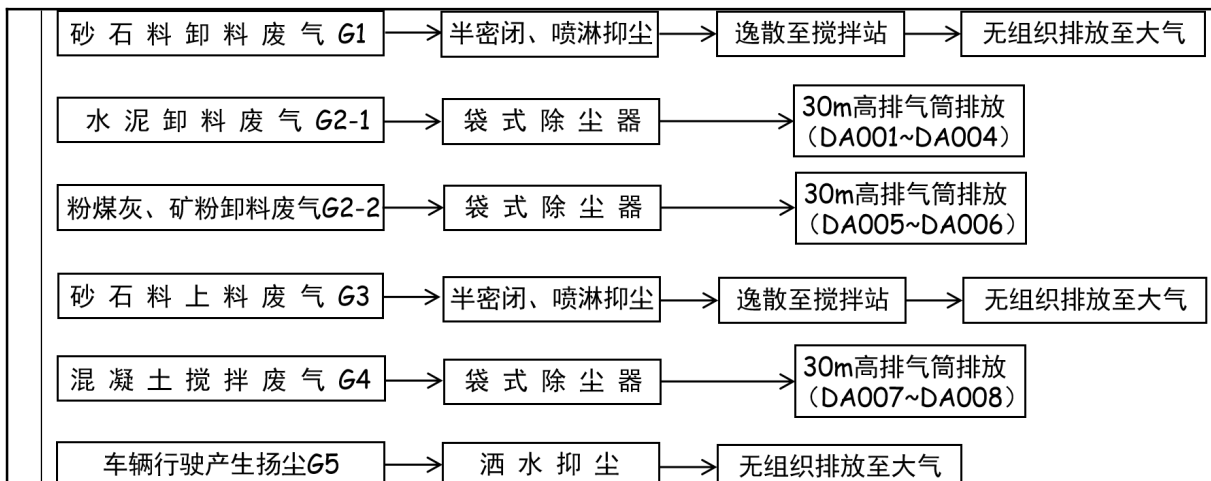 砂石料卸料废气G1 半密闭、喷淋抑尘 逸散至搅拌站 无组织排放至大气
水泥卸料废气G2-1 袋式除尘器 30m高排气筒排放
（DA001~DA004）
粉煤灰、矿粉卸料废气G2-2 袋式除尘器 30m高排气筒排放
（DA005~DA006）
砂石料上料废气G3 半密闭、喷淋抑尘 逸散至搅拌站 无组织排放至大气
混凝土搅拌废气G4 袋式除尘器 30m高排气筒排放
（DA007~DA008）
车辆行驶产生扬尘G5 洒水抑尘 无组织排放至大气